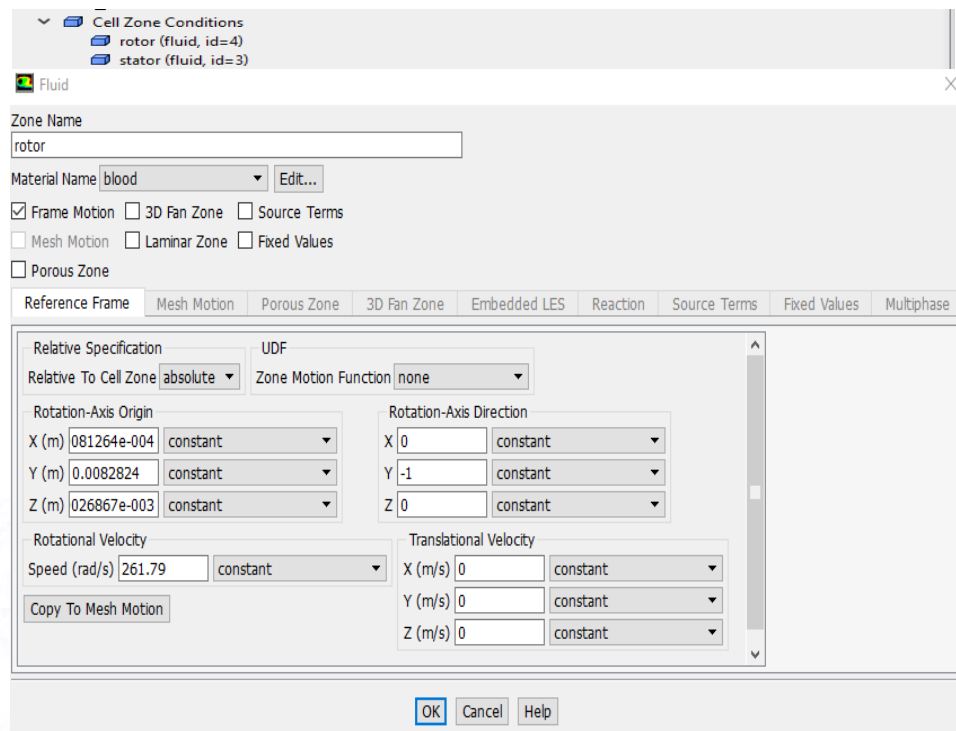 Cell Zone Conditions
rotor (fluid, id=4)
stator (fluid, id=3)
Fluid
Zone Name
rotor
Material Name blood Edit...
Frame Motion 3D Fan Zone Source Terms
Mesh Motion Laminar Zone Fixed Values
Porous Zone
Reference Frame Mesh Motion Porous Zone 3D Fan Zone Embedded LES Reaction Source Terms Fixed Values Multiphase
Relative Specification UDF
Relative To Cell Zone absolute Zone Motion Function none
Rotation-Axis Origin Rotation-Axis Direction
X (m) 081264e-004 constant X 0 constant
Y (m) 0.0082824 constant Y -1 constant
Z (m) 026867e-003 constant Z 0 constant
Rotational Velocity Translational Velocity
Speed (rad/s) 261.79 constant X (m/s) 0 constant
Copy To Mesh Motion Y (m/s) 0 constant
Z (m/s) 0 constant
OK Cancel Help